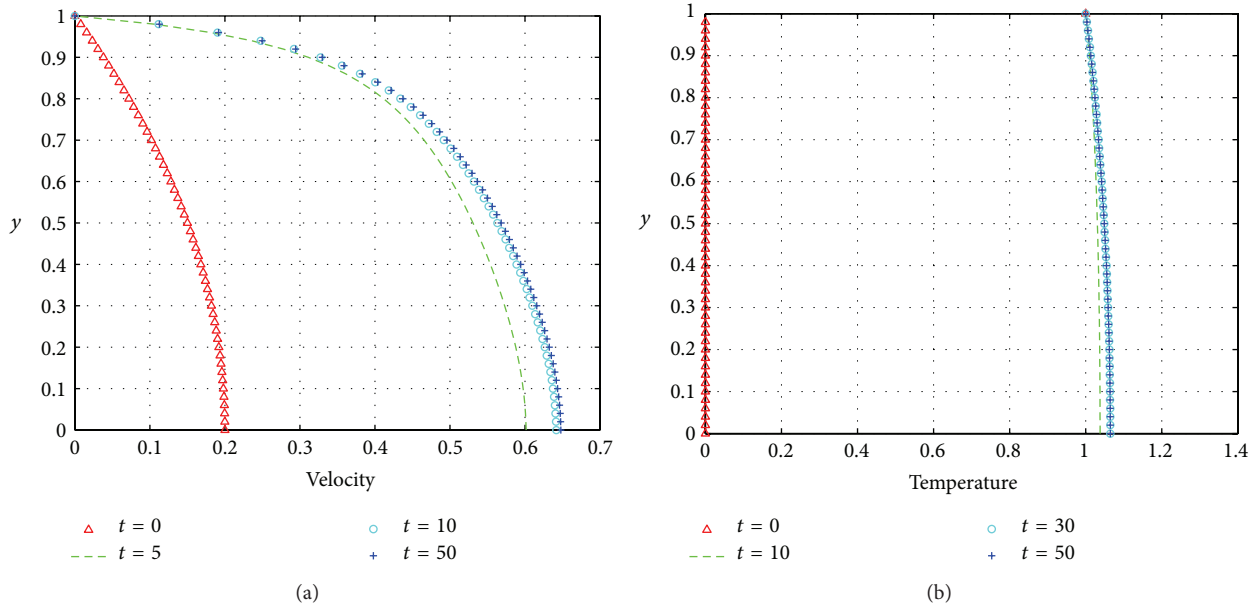 1
0.9
0.8
0.7
0.6
0.5
0.4
0.3
0.2
0.1
0
y
0 0.1 0.2 0.3 0.4 0.5 0.6 0.7
Velocity
t = 0
t = 5
t = 10
t = 50
(a)
1
0.9
0.8
0.7
0.6
0.5
0.4
0.3
0.2
0.1
0
y
0 0.2 0.4 0.6 0.8 1 1.2 1.4
Temperature
t = 0
t = 10
t = 30
t = 50
(b)